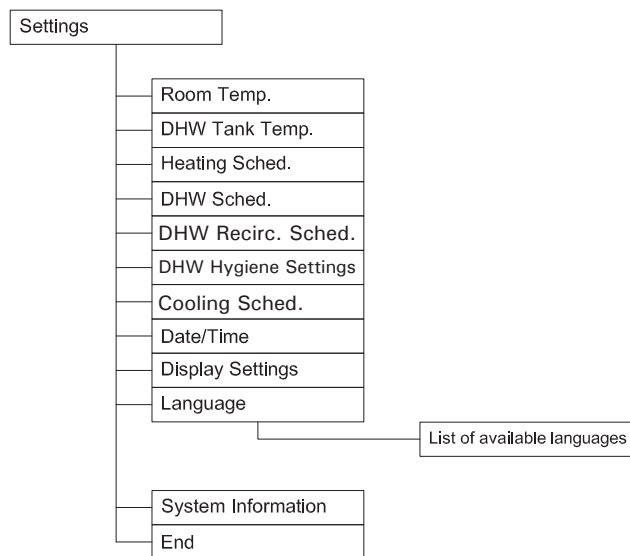 Settings
Room Temp.
DHW Tank Temp.
Heating Sched.
DHW Sched.
DHW Recirc. Sched.
DHW Hygiene Settings
Cooling Sched.
Date/Time
Display Settings
Language
List of available languages
System Information
End